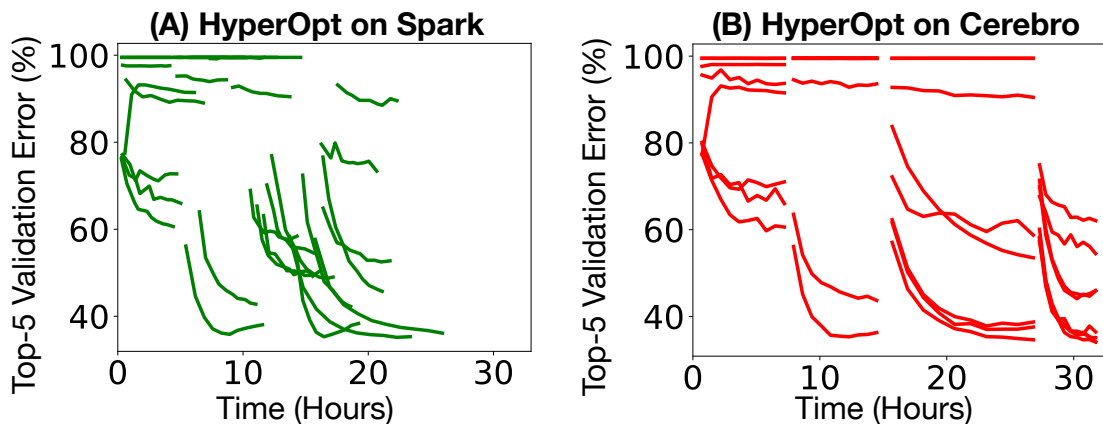 (A) HyperOpt on Spark
Top-5 Validation Error (%)
100
80
60
40
0
10
20
30
Time (Hours)
(B) HyperOpt on Cerebro
Top-5 Validation Error (%)
100
80
60
40
0
10
20
30
Time (Hours)